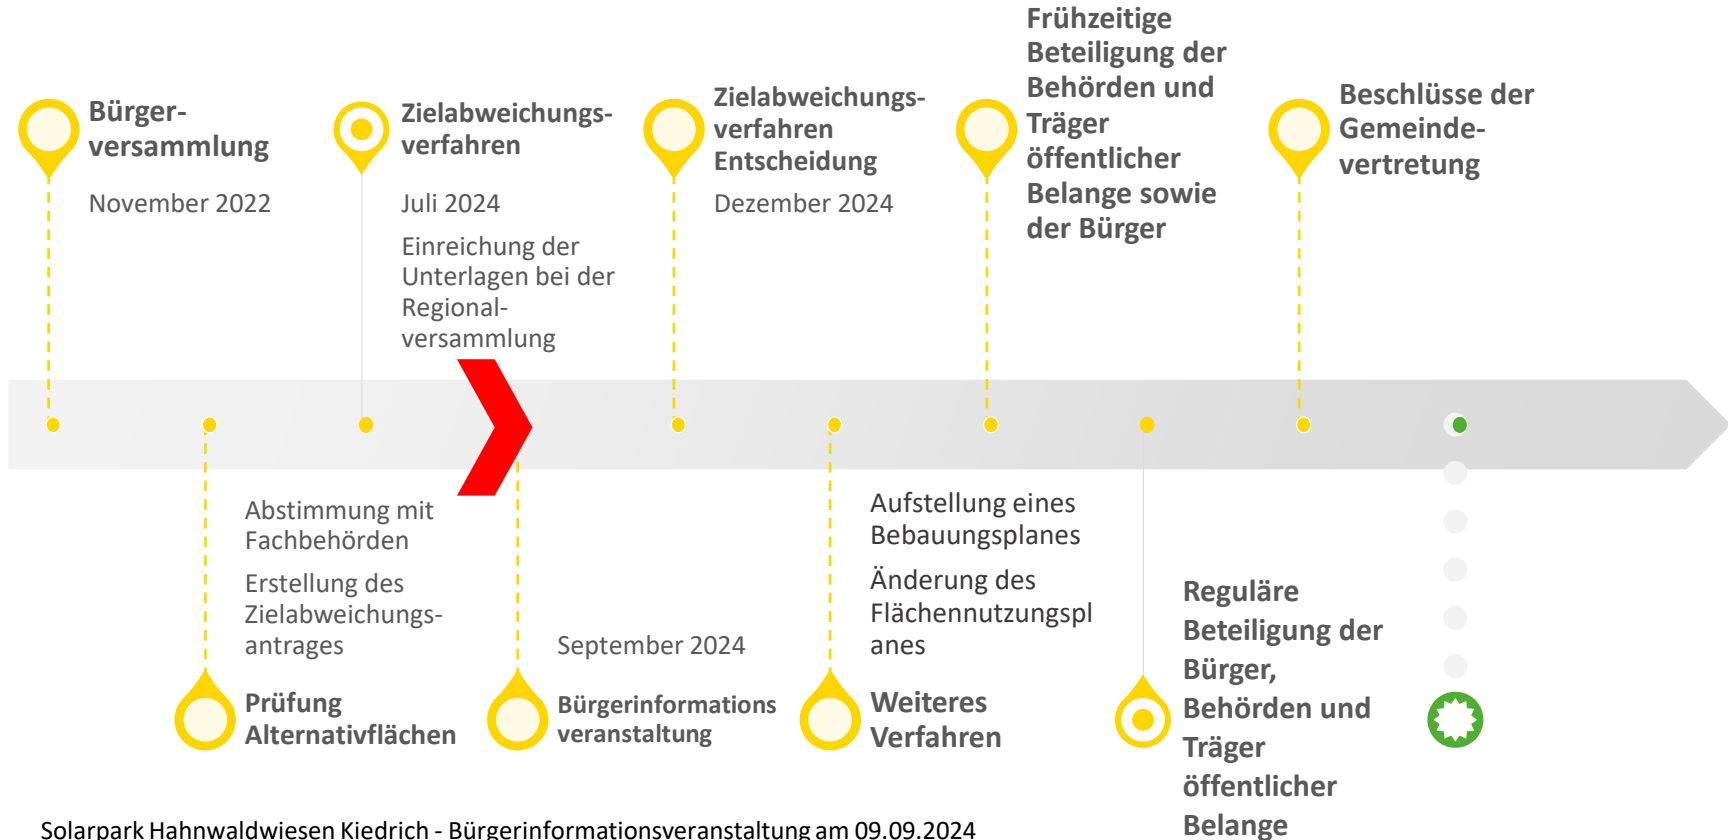 Bürger-
versammlung
November 2022
Zielabweichungs-
verfahren
Juli 2024
Einreichung der
Unterlagen bei der
Regional-
versammlung
Zielabweichungs-
verfahren
Entscheidung
Dezember 2024
Frühzeitige
Beteiligung der
Behörden und
Träger
öffentlicher
Belange sowie
der Bürger
Beschlüsse der
Gemeinde-
vertretung
Abstimmung mit
Fachbehörden
Erstellung des
Zielabweichungs-
antrages
Prüfung
Alternativflächen
September 2024
Bürgerinformations
veranstaltung
Aufstellung eines
Bebauungsplanes
Änderung des
Flächennutzungspl
anes
Weiteres
Verfahren
Reguläre
Beteiligung der
Bürger,
Behörden und
Träger
öffentlicher
Belange
Solarpark Hahnwaldwiesen Kiedrich - Bürgerinformationsveranstaltung am 09.09.2024